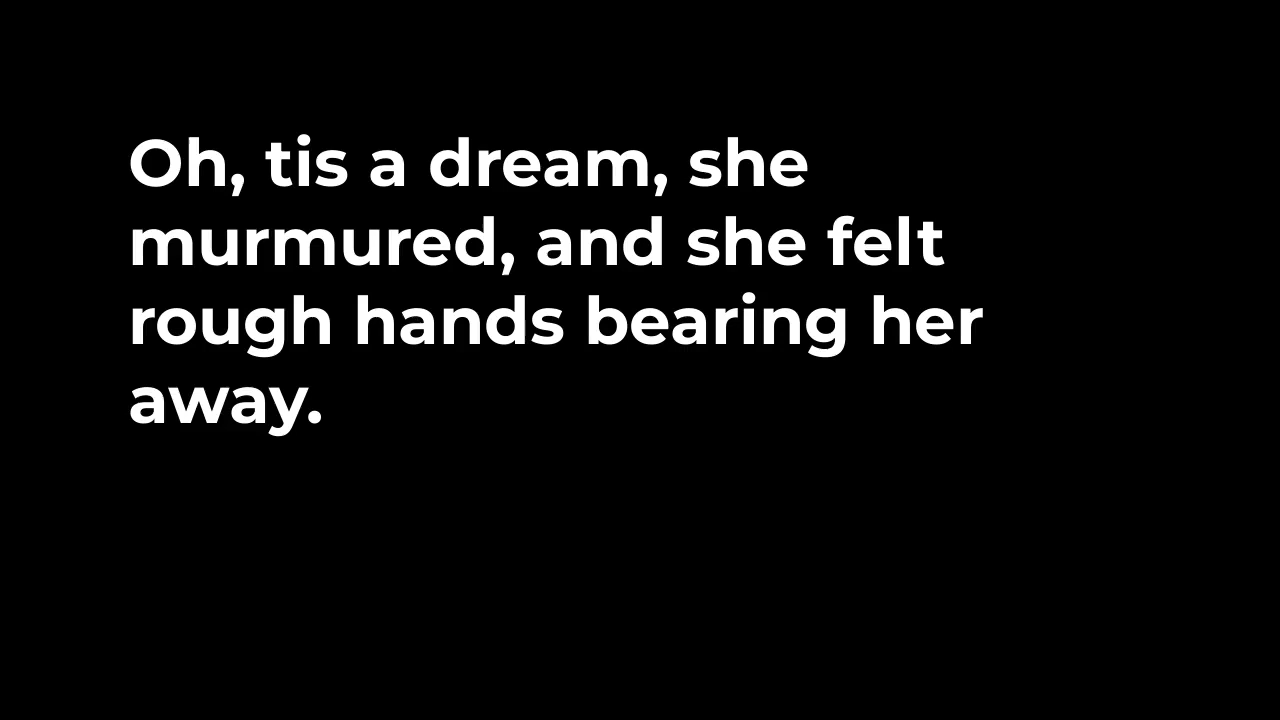 Oh, tis a dream, she
murmured, and she felt
rough hands bearing her
away.